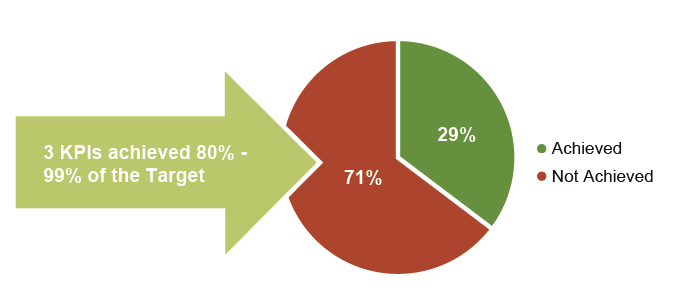 3 KPIs achieved 80% -
99% of the Target
71%
29%
Achieved
Not Achieved